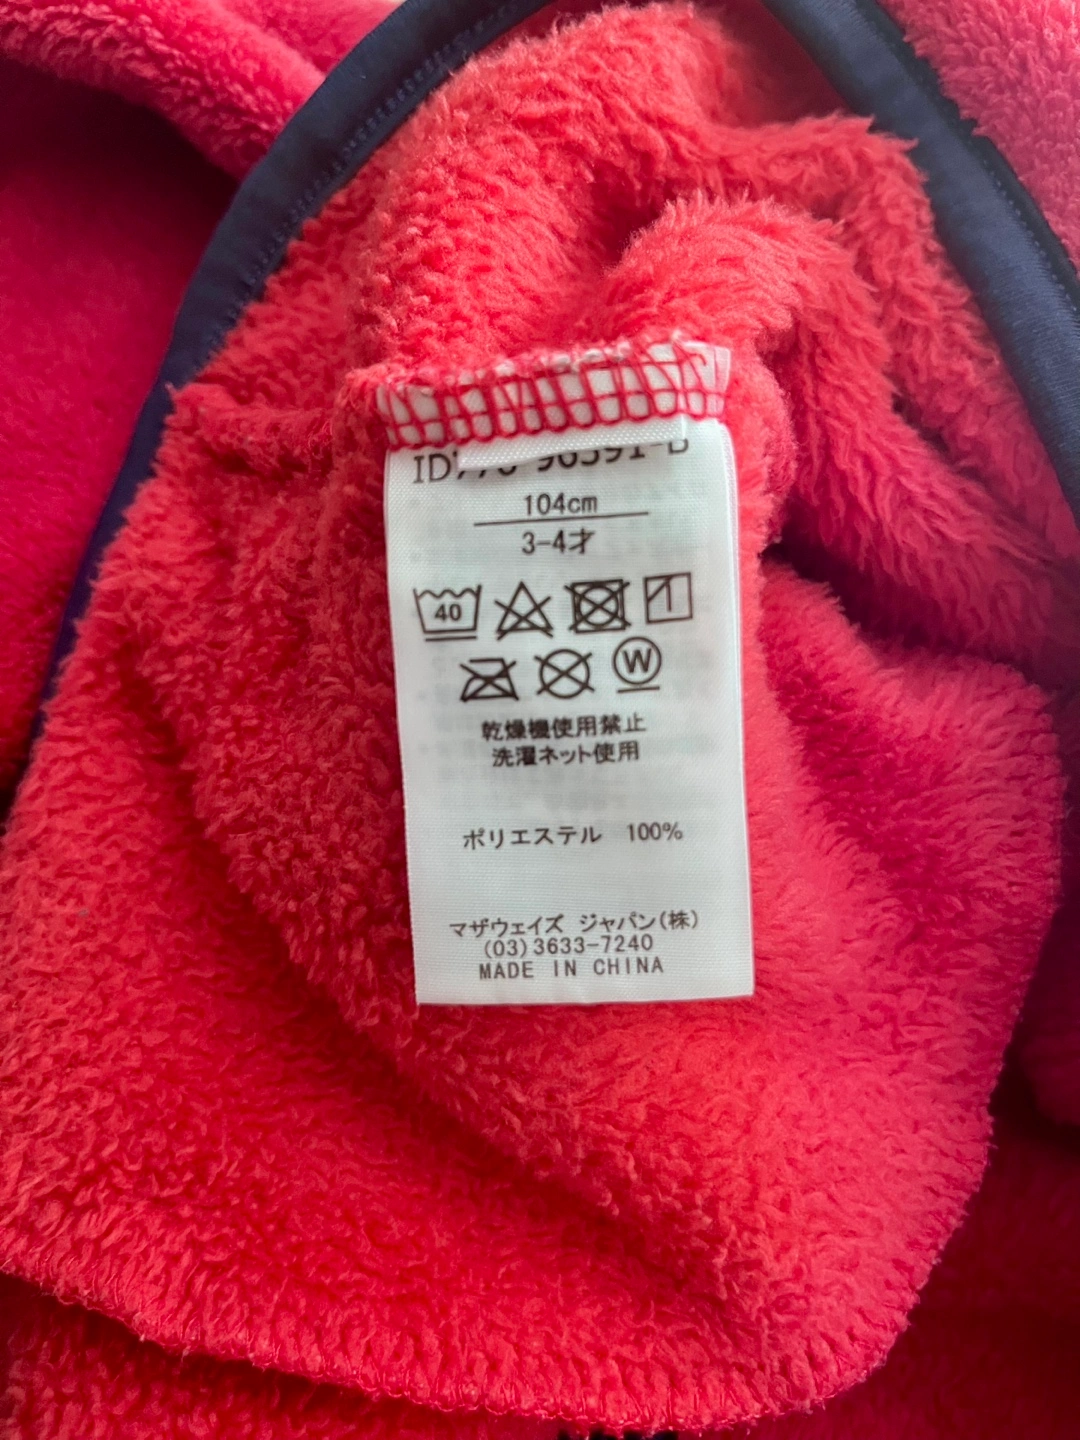 104cm
3-4才
40
W
乾燥機使用禁止
洗濯ネット使用
ポリエステル 100%
マザウェイズ ジャパン(株)
(03)3633-7240
MADE IN CHINA